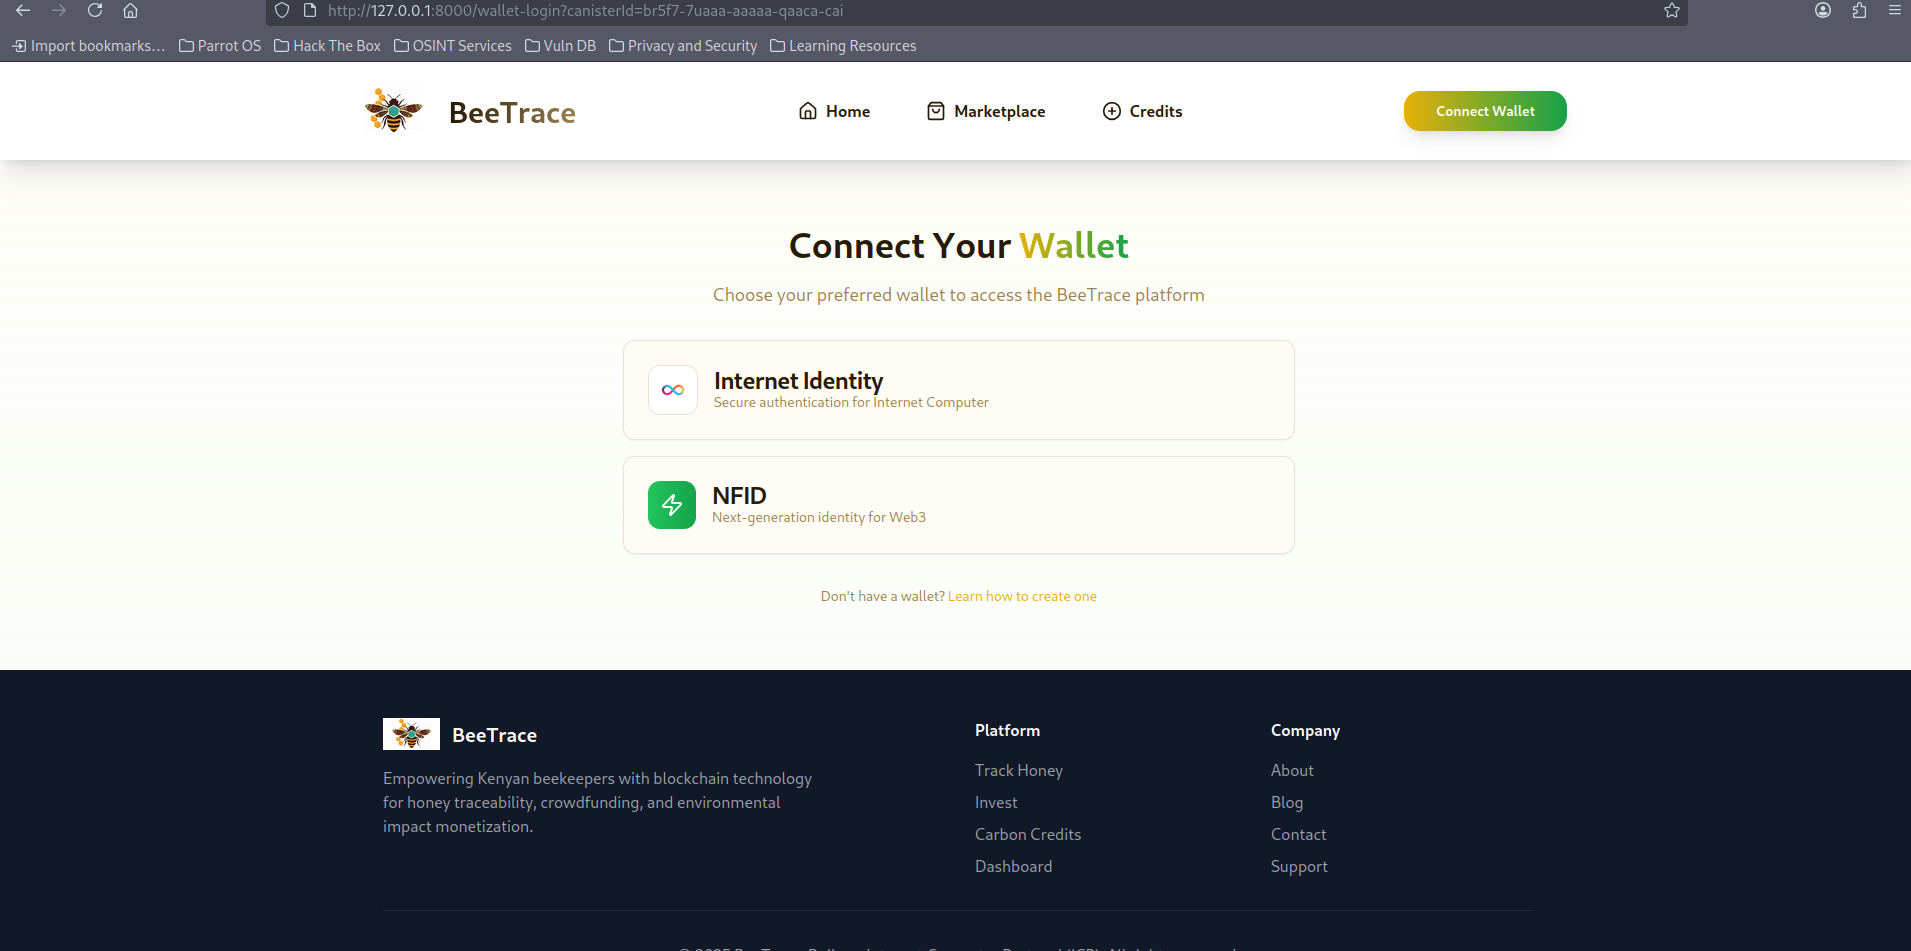 http://127.0.0.1:8000/wallet-login?canisterId=br5f7-7uaaa-aaaaa-qaaca-cai
Import bookmarks... Parrot OS Hack The Box OSINT Services Vuln DB Privacy and Security Learning Resources
BeeTrace Home Marketplace Credits Connect Wallet
Connect Your Wallet
Choose your preferred wallet to access the BeeTrace platform
Internet Identity
Secure authentication for Internet Computer
NFID
Next-generation identity for Web3
Don't have a wallet? Learn how to create one
BeeTrace
Empowering Kenyan beekeepers with blockchain technology
for honey traceability, crowdfunding, and environmental
impact monetization.
Platform
Track Honey
Invest
Carbon Credits
Dashboard
Company
About
Blog
Contact
Support